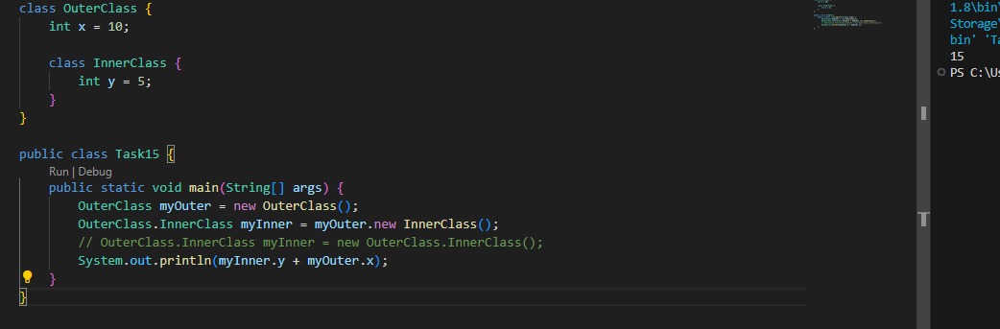 class OuterClass {
    int x = 10;
    class InnerClass {
        int y = 5;
    }
}
public class Task15 {
Run | Debug
    public static void main(String[] args) {
        OuterClass myOuter = new OuterClass();
        OuterClass.InnerClass myInner = myOuter.new InnerClass();
        // OuterClass.InnerClass myInner = new OuterClass.InnerClass();
        System.out.println(myInner.y + myOuter.x);
    }
}
1.8\bin\
Storage\
bin' 'Ta
15
PS C:\Us